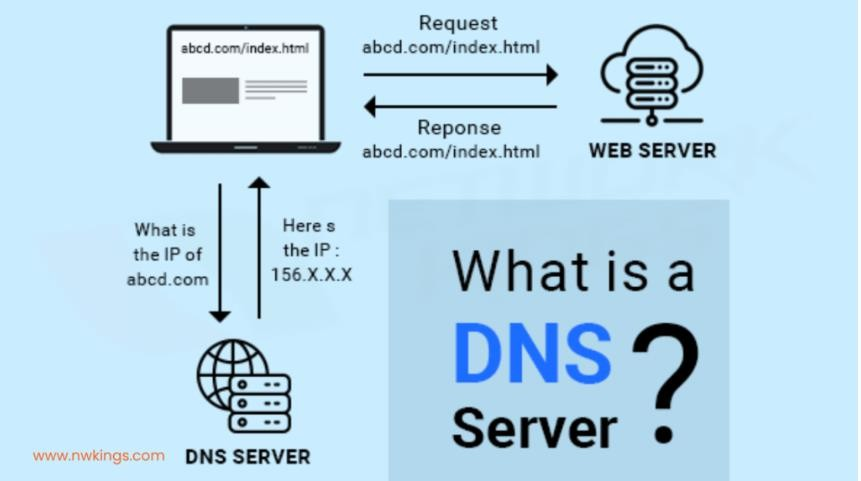 abcd.com/index.html
Request
abcd.com/index.html
Reponse
abcd.com/index.html
WEB SERVER
What is
the IP of
abcd.com
Here s
the IP :
156.X.X.X
DNS SERVER
What is a
DNS
Server ?
www.nwkings.com